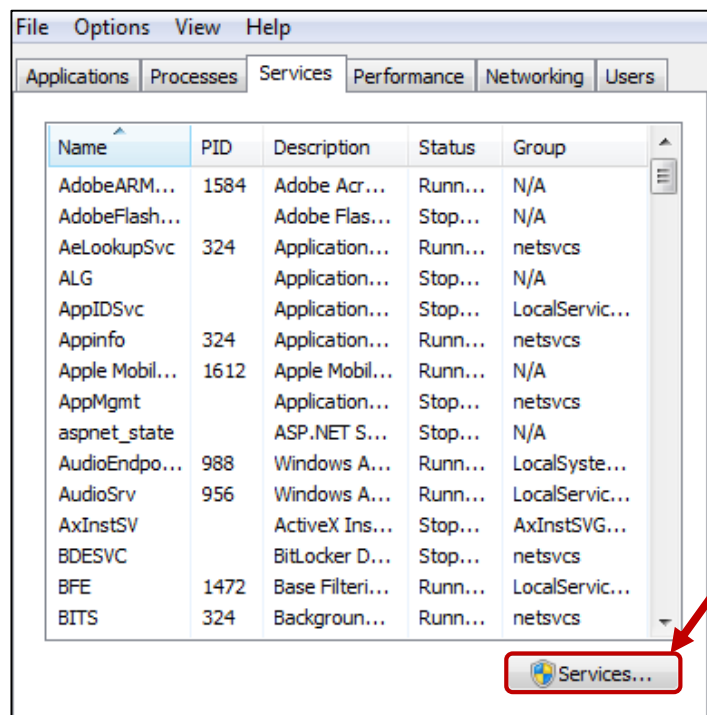 File Options View Help
Applications Processes Services Performance Networking Users
Name PID Description Status Group
AdobeARM... 1584 Adobe Acr... Runn... N/A
AdobeFlash... Adobe Flas... Stop... N/A
AeLookupSvc 324 Application... Runn... netsvcs
ALG Application... Stop... N/A
AppIDSvc Application... Stop... LocalServic...
Appinfo 324 Application... Runn... netsvcs
Apple Mobil... 1612 Apple Mobil... Runn... N/A
AppMgmt Application... Stop... netsvcs
aspnet_state ASP.NET S... Stop... N/A
AudioEndpo... 988 Windows A... Runn... LocalSyste...
AudioSrv 956 Windows A... Runn... LocalServic...
AxInstSV ActiveX Ins... Stop... AxInstSVG...
BDESVC BitLocker D... Stop... netsvcs
BFE 1472 Base Filteri... Runn... LocalServic...
BITS 324 Backgroun... Runn... netsvcs
Services...